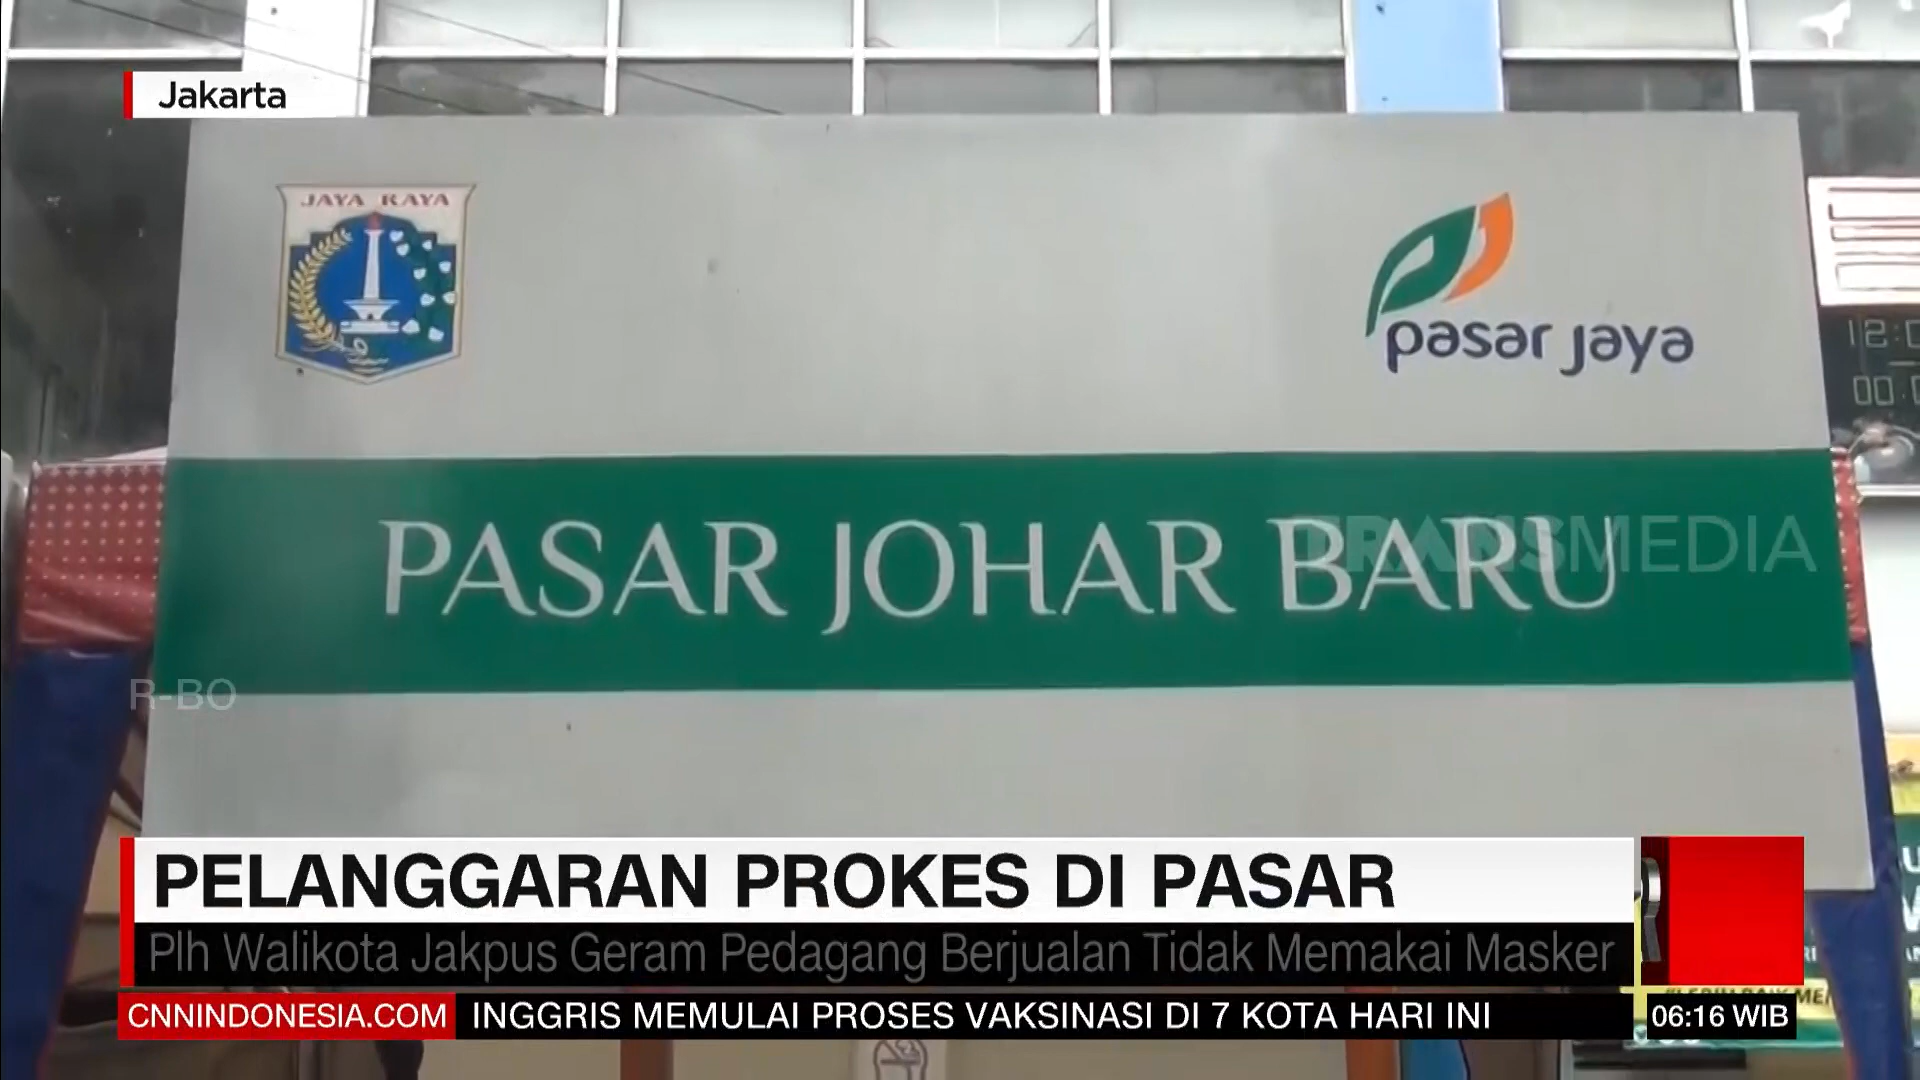 Jakarta
JAYA RAYA
pasar jaya
PASAR JOHAR BARU
TRANSMEDIA
R-BO
PELANGGARAN PROKES DI PASAR
Plh Walikota Jakpus Geram Pedagang Berjualan Tidak Memakai Masker
CNNINDONESIA.COM
INGGRIS MEMULAI PROSES VAKSINASI DI 7 KOTA HARI INI
06:16 WIB